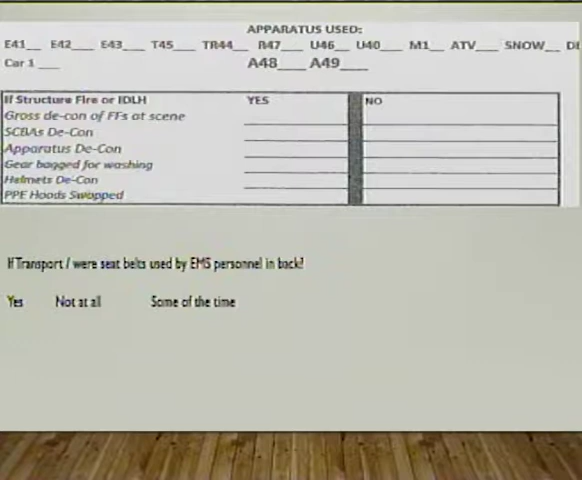 APPARATUS USED:
E41__ E42___ E43___ T45___ TR44__ R47___ U46__ U40___ M1__ ATV___ SNOW__
Car 1 ___ A48___ A49___
If Structure Fire or IDLH YES NO
Gross de-con of FFs at scene
SCBAs De-Con
Apparatus De-Con
Gear bagged for washing
Helmets De-Con
PPE Hoods Swapped
If Transport / were seat belts used by EMS personnel in back?
Yes Not at all Some of the time